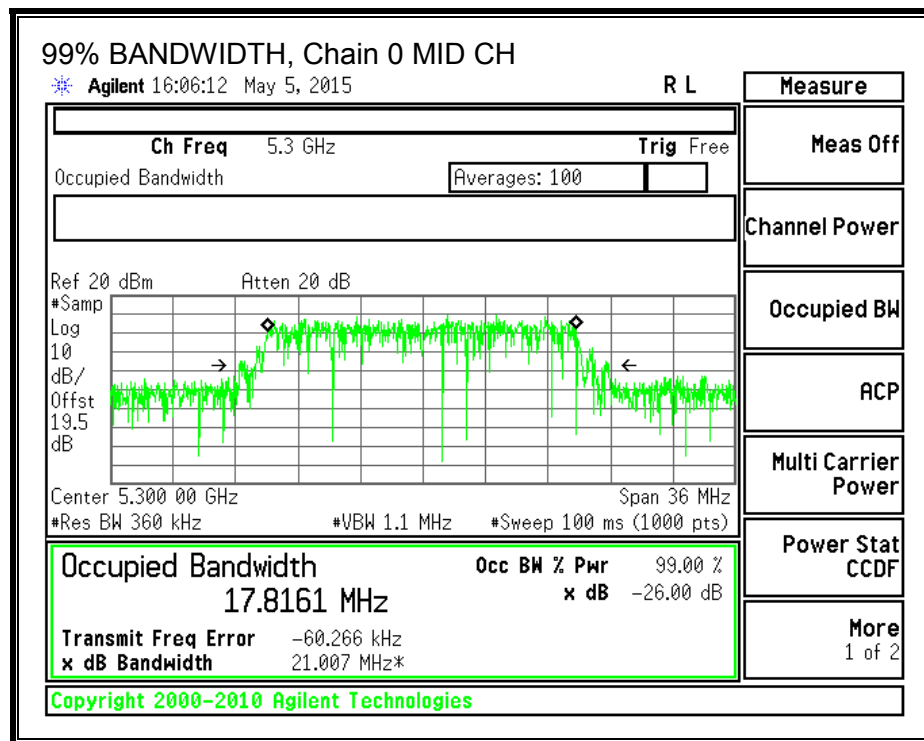 99% BANDWIDTH, Chain 0 MID CH
Agilent 16:06:12 May 5, 2015 R L
Measure
Ch Freq 5.3 GHz Trig Free
Meas Off
Occupied Bandwidth Averages: 100
Channel Power
Ref 20 dBm Atten 20 dB
#Samp
Log
10
dB/
Offst
19.5
dB
Occupied BW
ACP
Multi Carrier
Power
Center 5.300 00 GHz Span 36 MHz
#Res BW 360 kHz #VBW 1.1 MHz #Sweep 100 ms (1000 pts)
Power Stat
CCDF
Occupied Bandwidth Occ BW % Pwr 99.00 %
17.8161 MHz x dB -26.00 dB
Transmit Freq Error -60.266 kHz
x dB Bandwidth 21.007 MHz*
More
1 of 2
Copyright 2000-2010 Agilent Technologies